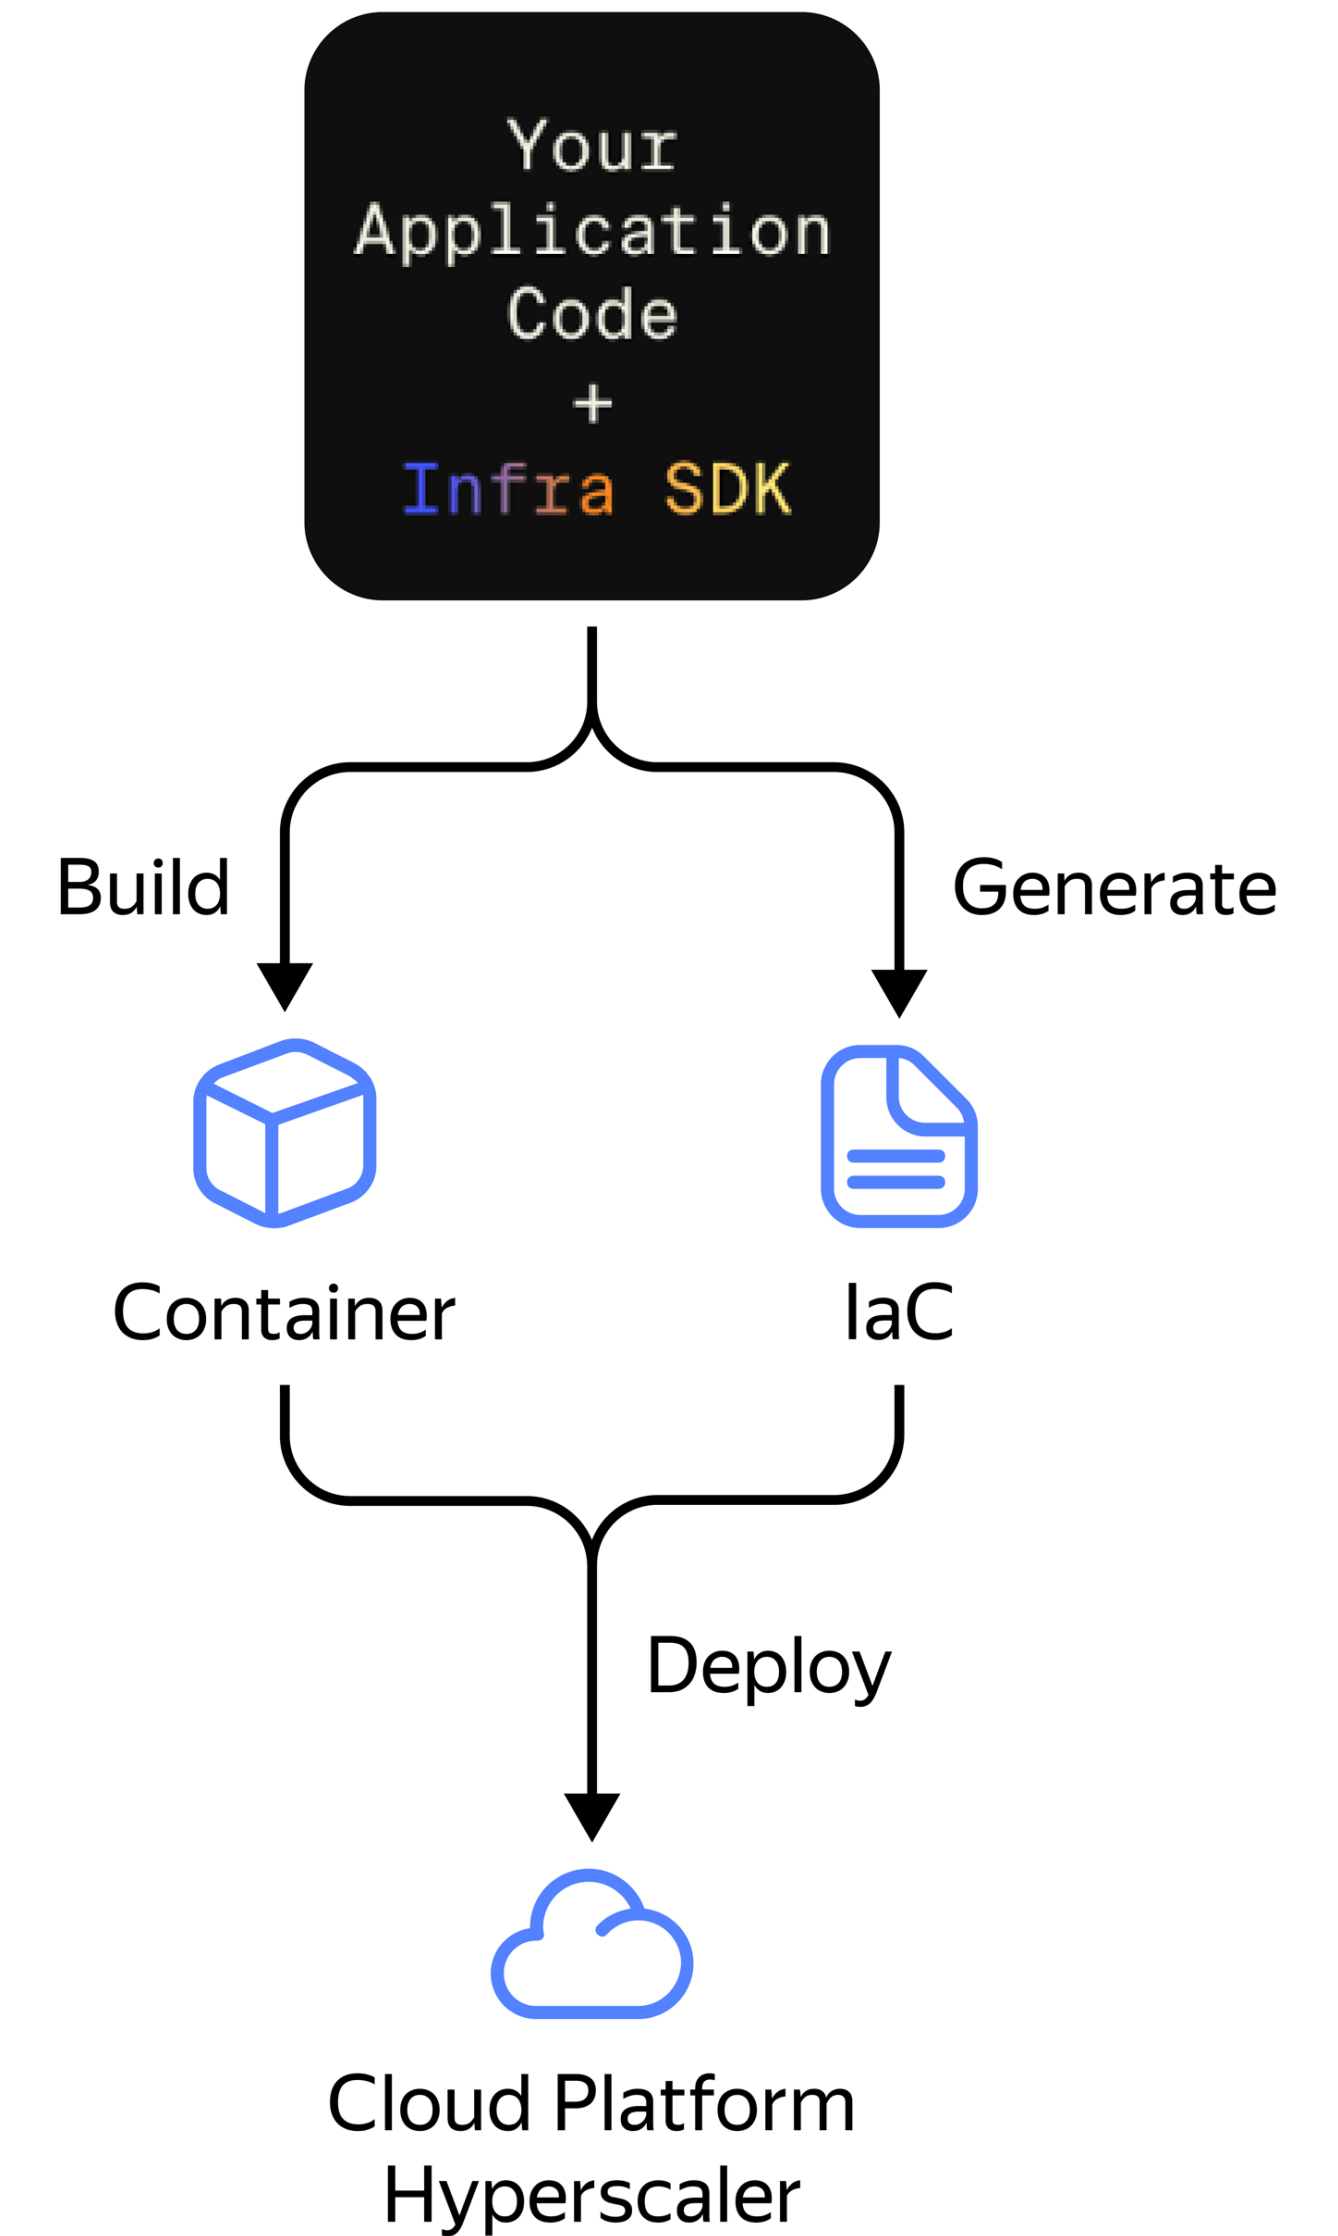 Your
Application
Code
+
Infra SDK
Build
Generate
Container
IaC
Deploy
Cloud Platform
Hyperscaler